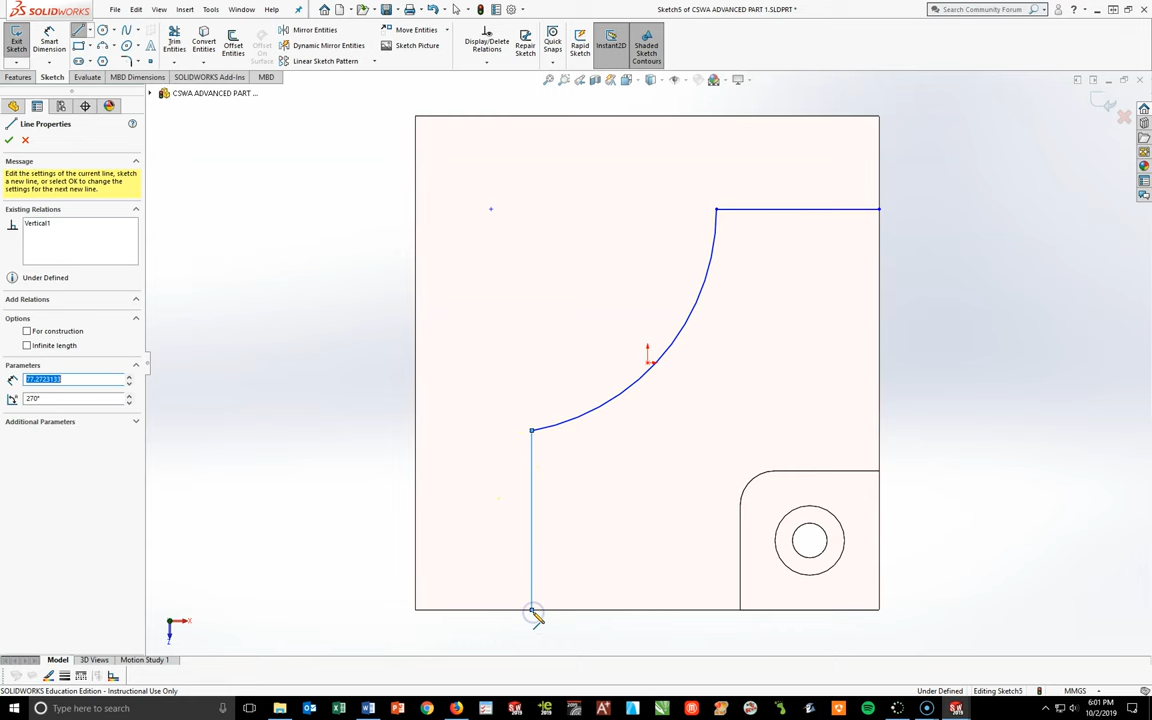 SOLIDWORKS
File Edit View Insert Tools Window
Sketch5 of CSWA ADVANCED PART 1.SLDPRT *
Search Community Forum
Exit Sketch
Smart Dimension
Trim Entities
Convert Entities
Offset Entities
Offset On Surface
Mirror Entities
Dynamic Mirror Entities
Linear Sketch Pattern
Move Entities
Sketch Picture
Display/Delete Relations
Repair Sketch
Quick Snaps
Rapid Sketch
Instant2D
Shaded Sketch Contours
Features Sketch Evaluate MBD Dimensions SOLIDWORKS Add-Ins MBD
CSWA ADVANCED PART ...
Line Properties
Message
Edit the settings of the current line, sketch
a new line, or select OK to change the
settings for the next new line.
Existing Relations
Vertical1
Under Defined
Add Relations
Options
For construction
Infinite length
Parameters
270°
Additional Parameters
X
Z
Model 3D Views Motion Study 1
SOLIDWORKS Education Edition - Instructional Use Only
Under Defined Editing Sketch5 MMGS
Type here to search
6:01 PM
10/2/2019